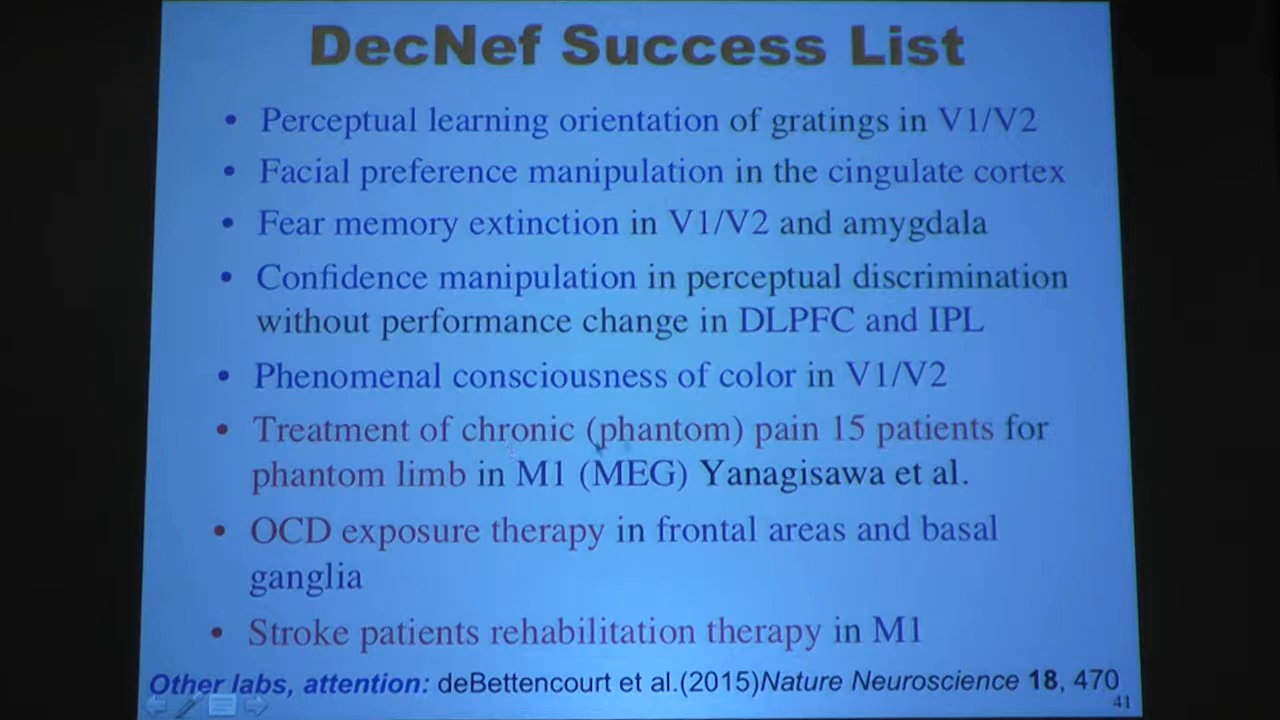 DecNef Success List
• Perceptual learning orientation of gratings in V1/V2
• Facial preference manipulation in the cingulate cortex
• Fear memory extinction in V1/V2 and amygdala
• Confidence manipulation in perceptual discrimination
without performance change in DLPFC and IPL
• Phenomenal consciousness of color in V1/V2
• Treatment of chronic (phantom) pain 15 patients for
phantom limb in M1 (MEG) Yanagisawa et al.
• OCD exposure therapy in frontal areas and basal
ganglia
• Stroke patients rehabilitation therapy in M1
Other labs, attention: deBettencourt et al.(2015)Nature Neuroscience 18, 470
41